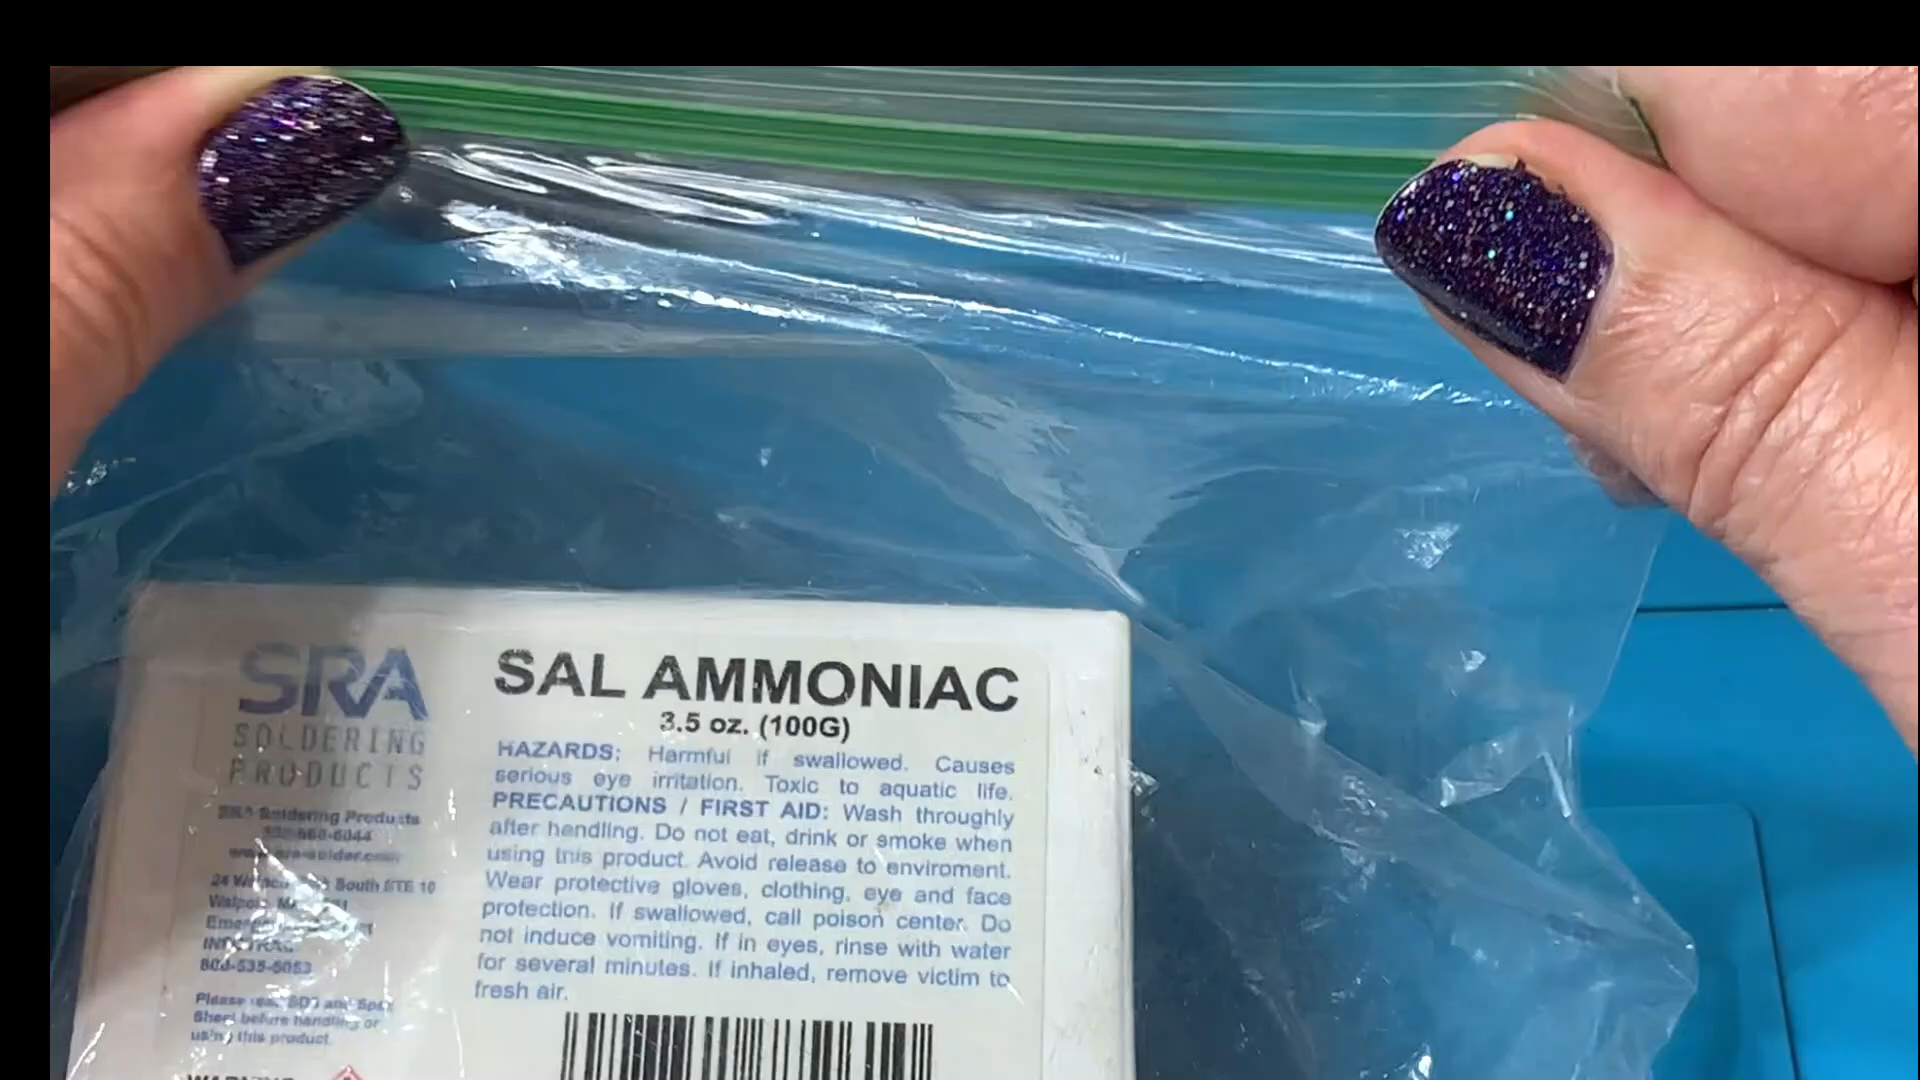 SRA
SOLDERING
PRODUCTS
SRA Soldering Products
South STE 10
800-535-5053
Please and
Sheet before handling or
using this product.
SAL AMMONIAC
3.5 oz. (100G)
HAZARDS: Harmful if swallowed. Causes
serious eye irritation. Toxic to aquatic life.
PRECAUTIONS / FIRST AID: Wash throughly
after handling. Do not eat, drink or smoke when
using this product. Avoid release to enviroment.
Wear protective gloves, clothing, eye and face
protection. If swallowed, call poison center. Do
not induce vomiting. If in eyes, rinse with water
for several minutes. If inhaled, remove victim to
fresh air.